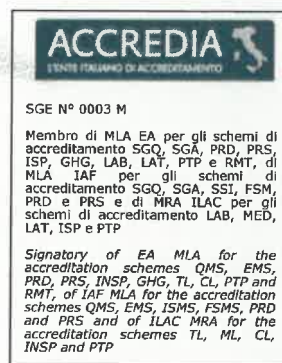 ACCREDIA
L'ENTE ITALIANO DI ACCREDITAMENTO
SGE N° 0003 M
Membro di MLA EA per gli schemi di
accreditamento SGQ, SGA, PRD, PRS,
ISP, GHG, LAB, LAT, PTP e RMT, di
MLA IAF per gli schemi di
accreditamento SGQ, SGA, SSI, FSM,
PRD e PRS e di MRA ILAC per gli
schemi di accreditamento LAB, MED,
LAT, ISP e PTP
Signatory of EA MLA for the
accreditation schemes QMS, EMS,
PRD, PRS, INSP, GHG, TL, CL, PTP and
RMT, of IAF MLA for the accreditation
schemes QMS, EMS, ISMS, FSMS, PRD
and PRS and of ILAC MRA for the
accreditation schemes TL, ML, CL,
INSP and PTP